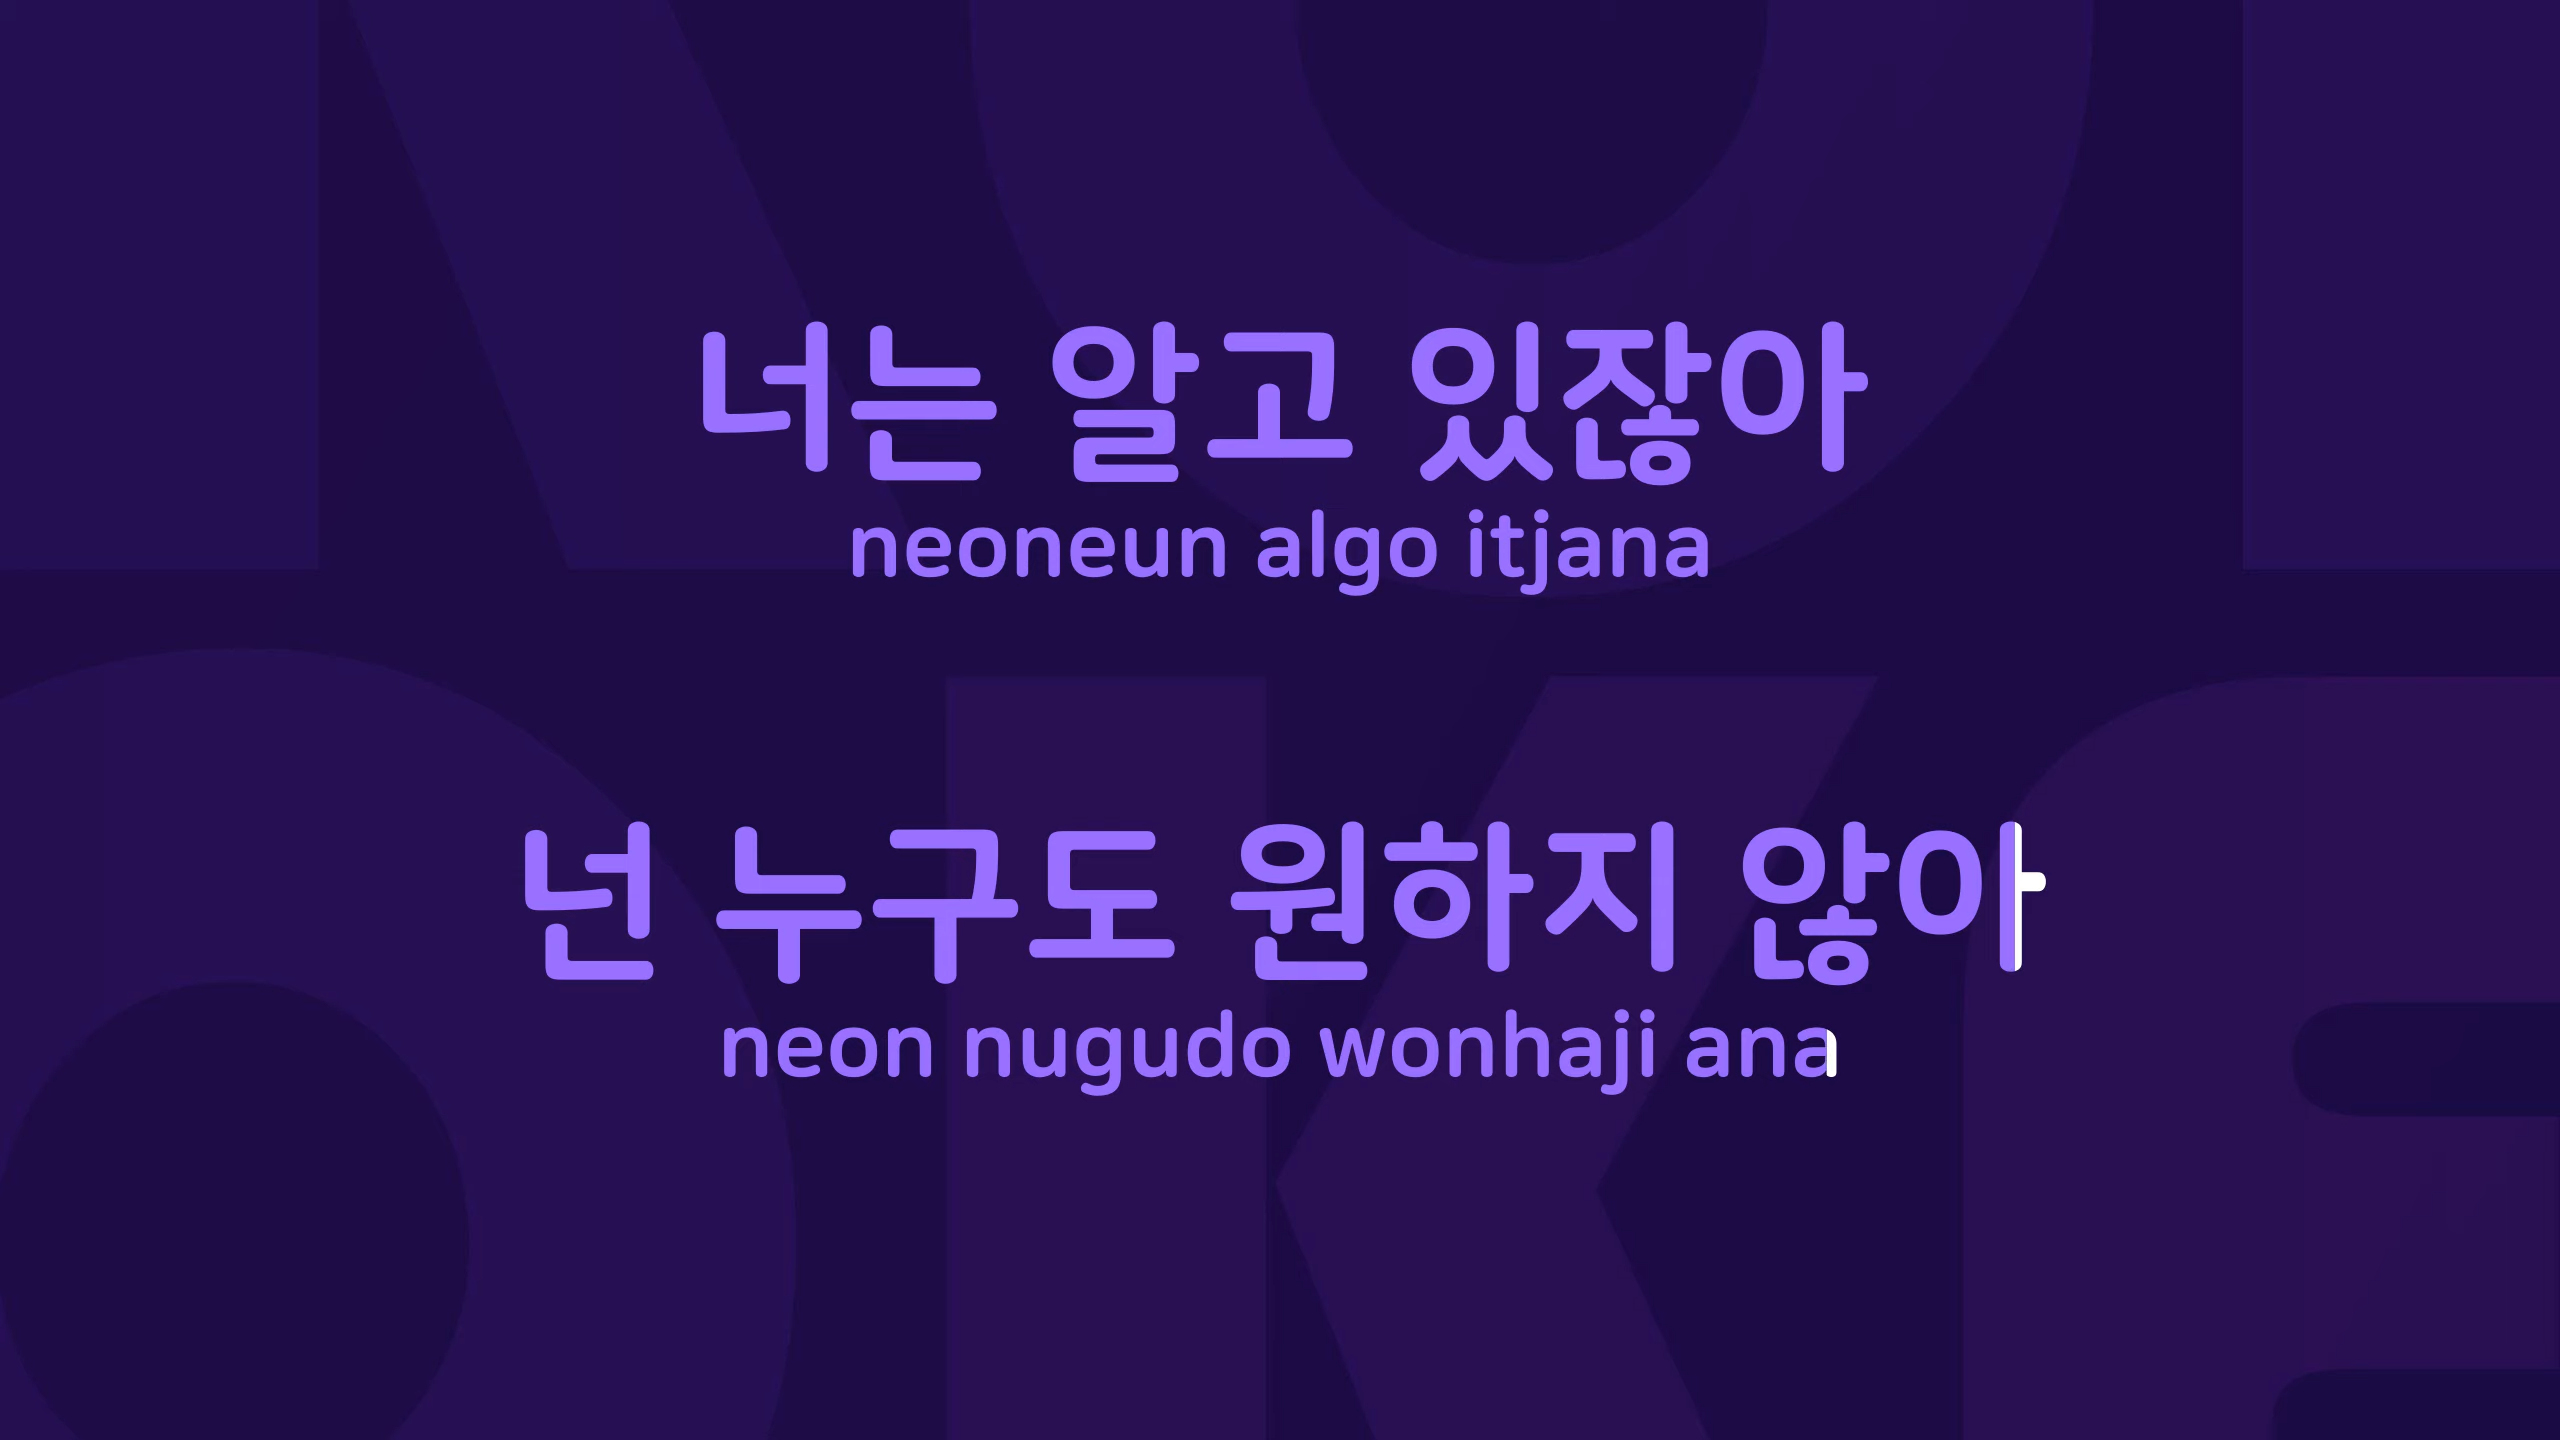 너는 알고 있잖아
neoneun algo itjana
넌 누구도 원하지 않아
neon nugudo wonhaji ana